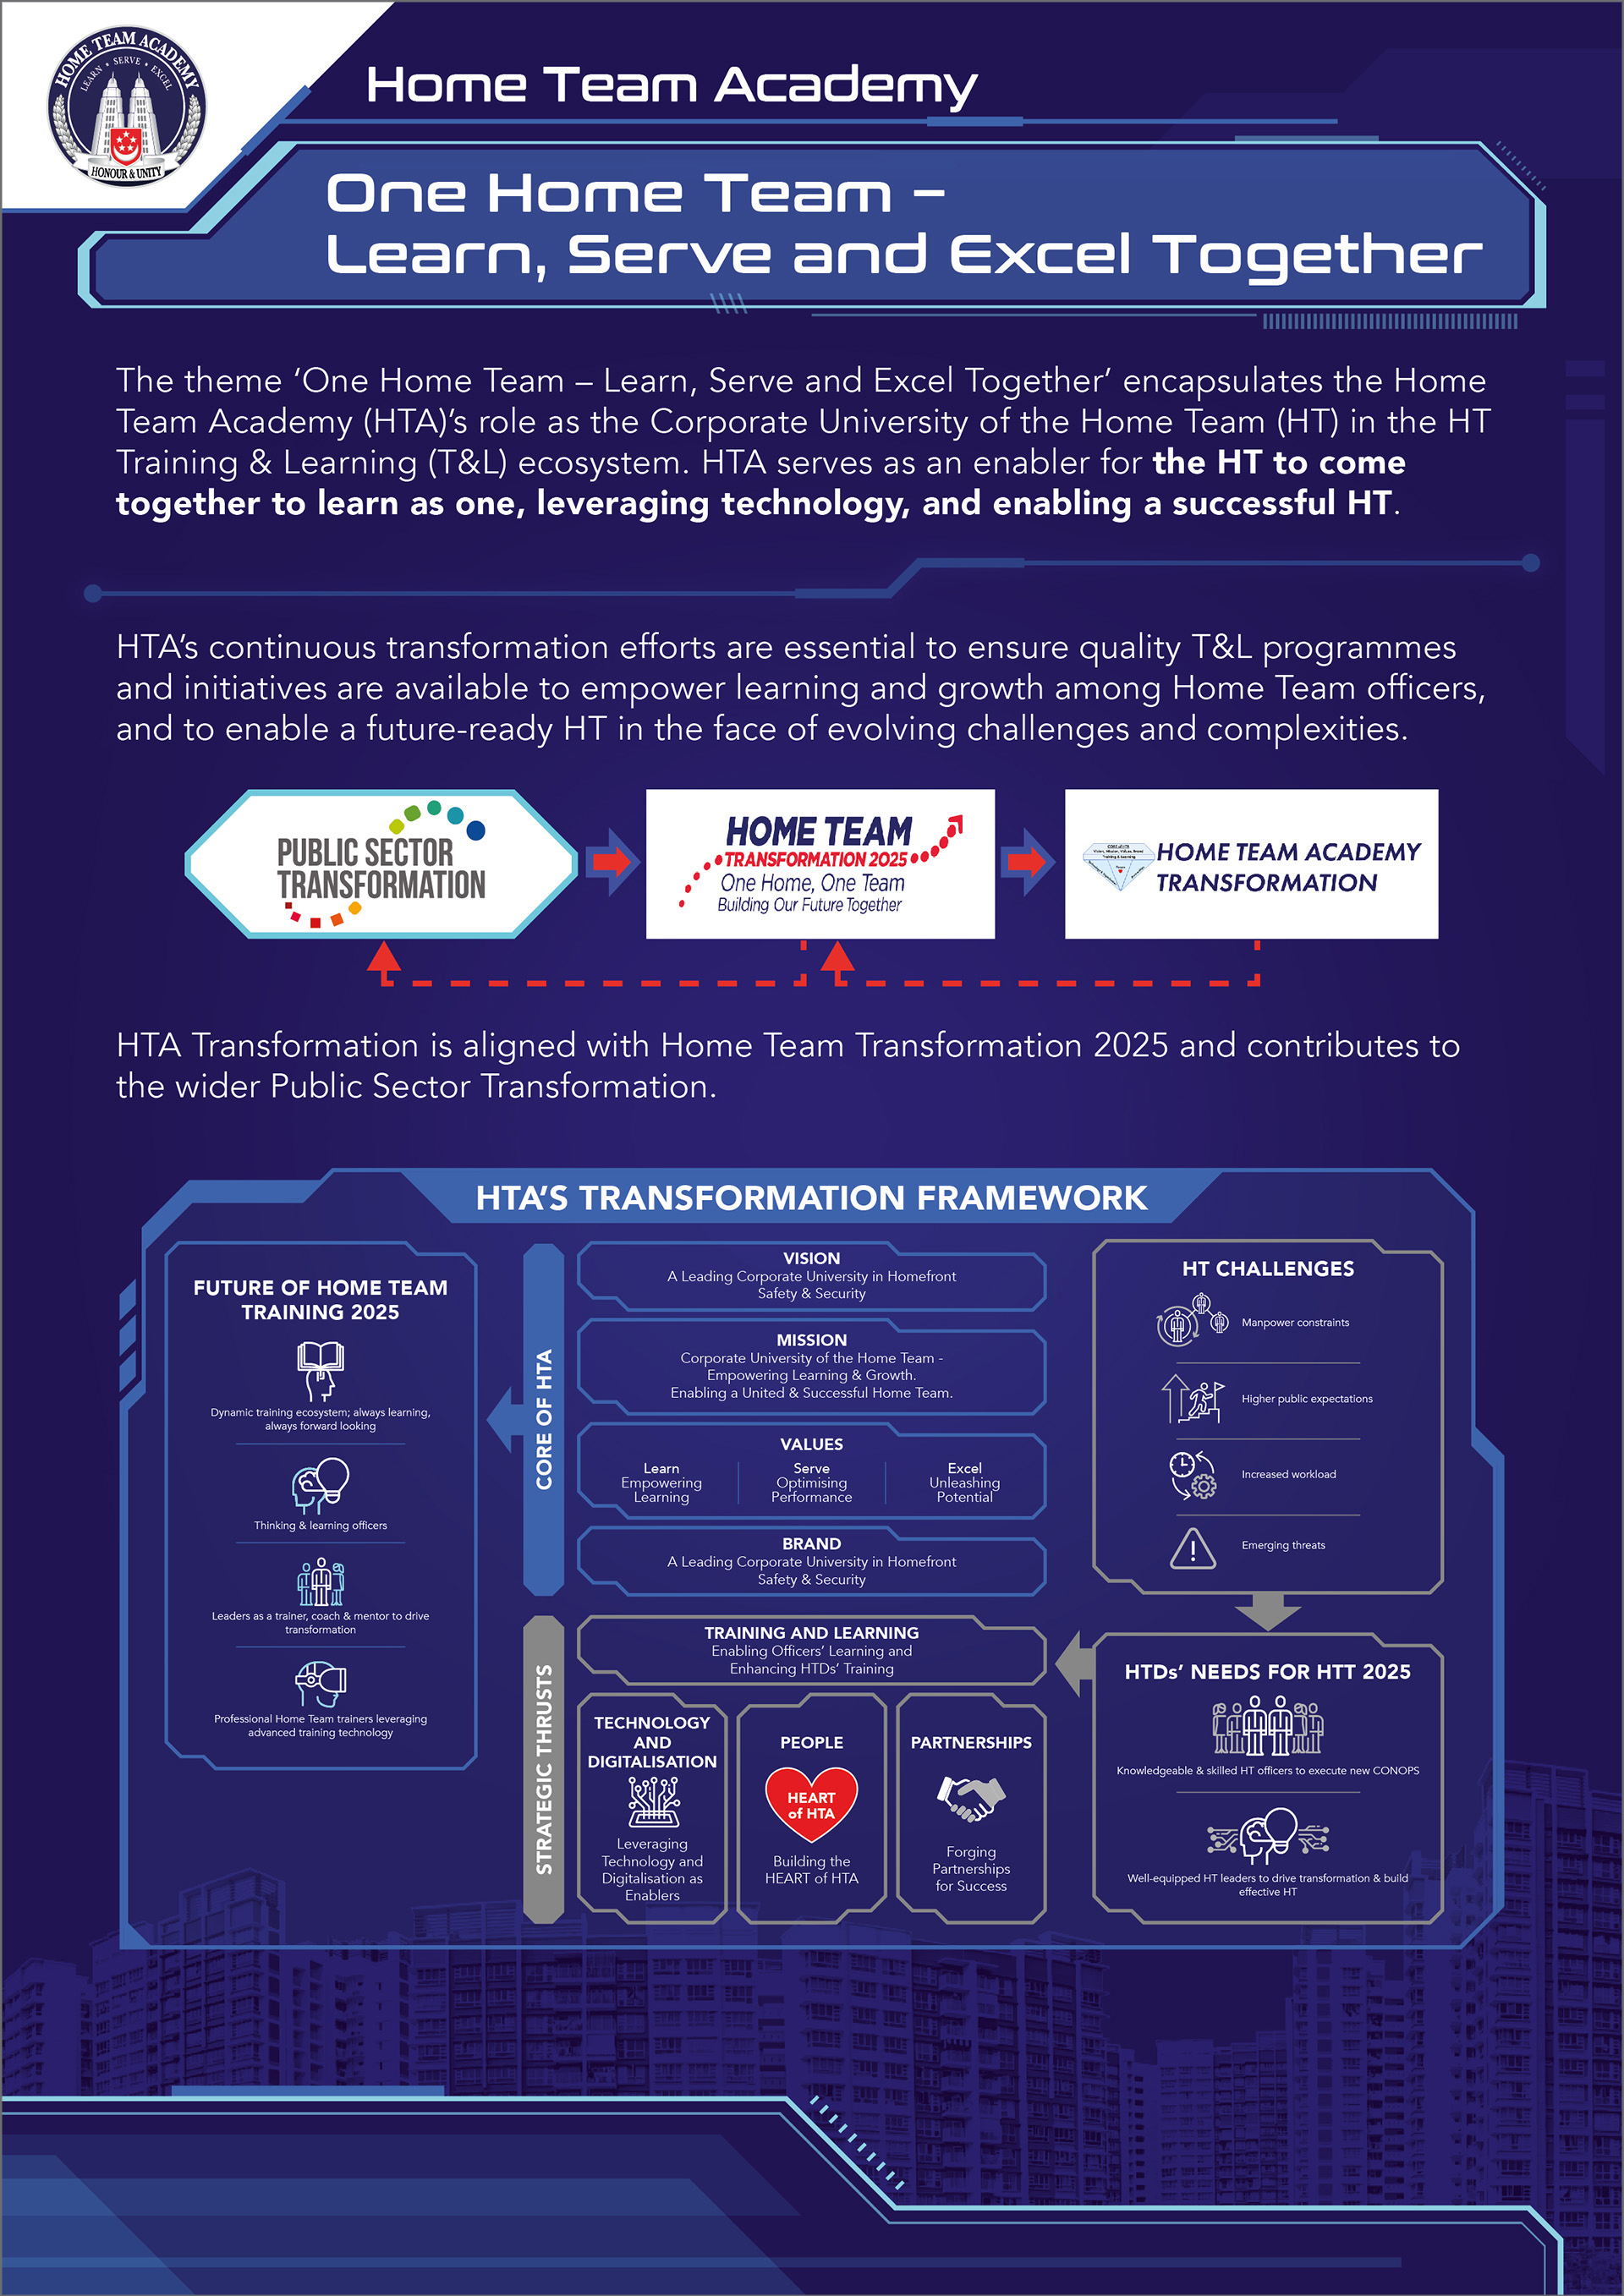 HOME TEAM ACADEMY
LEARN • SERVE • EXCEL
HONOUR & UNITY
Home Team Academy
One Home Team –
Learn, Serve and Excel Together
The theme ‘One Home Team – Learn, Serve and Excel Together’ encapsulates the Home
Team Academy (HTA)’s role as the Corporate University of the Home Team (HT) in the HT
Training & Learning (T&L) ecosystem. HTA serves as an enabler for the HT to come
together to learn as one, leveraging technology, and enabling a successful HT.
HTA’s continuous transformation efforts are essential to ensure quality T&L programmes
and initiatives are available to empower learning and growth among Home Team officers,
and to enable a future-ready HT in the face of evolving challenges and complexities.
PUBLIC SECTOR
TRANSFORMATION
HOME TEAM
TRANSFORMATION 2025
One Home, One Team
Building Our Future Together
HOME TEAM ACADEMY
TRANSFORMATION
HTA Transformation is aligned with Home Team Transformation 2025 and contributes to
the wider Public Sector Transformation.
HTA’S TRANSFORMATION FRAMEWORK
FUTURE OF HOME TEAM
TRAINING 2025
Dynamic training ecosystem; always learning,
always forward looking
Thinking & learning officers
Leaders as a trainer, coach & mentor to drive
transformation
Professional Home Team trainers leveraging
advanced training technology
CORE OF HTA
VISION
A Leading Corporate University in Homefront
Safety & Security
MISSION
Corporate University of the Home Team -
Empowering Learning & Growth.
Enabling a United & Successful Home Team.
VALUES
Learn
Empowering
Learning
Serve
Optimising
Performance
Excel
Unleashing
Potential
BRAND
A Leading Corporate University in Homefront
Safety & Security
STRATEGIC THRUSTS
TRAINING AND LEARNING
Enabling Officers’ Learning and
Enhancing HTDs’ Training
TECHNOLOGY
AND
DIGITALISATION
Leveraging
Technology and
Digitalisation as
Enablers
PEOPLE
HEART
of HTA
Building the
HEART of HTA
PARTNERSHIPS
Forging
Partnerships
for Success
HT CHALLENGES
Manpower constraints
Higher public expectations
Increased workload
Emerging threats
HTDs’ NEEDS FOR HTT 2025
Knowledgeable & skilled HT officers to execute new CONOPS
Well-equipped HT leaders to drive transformation & build
effective HT